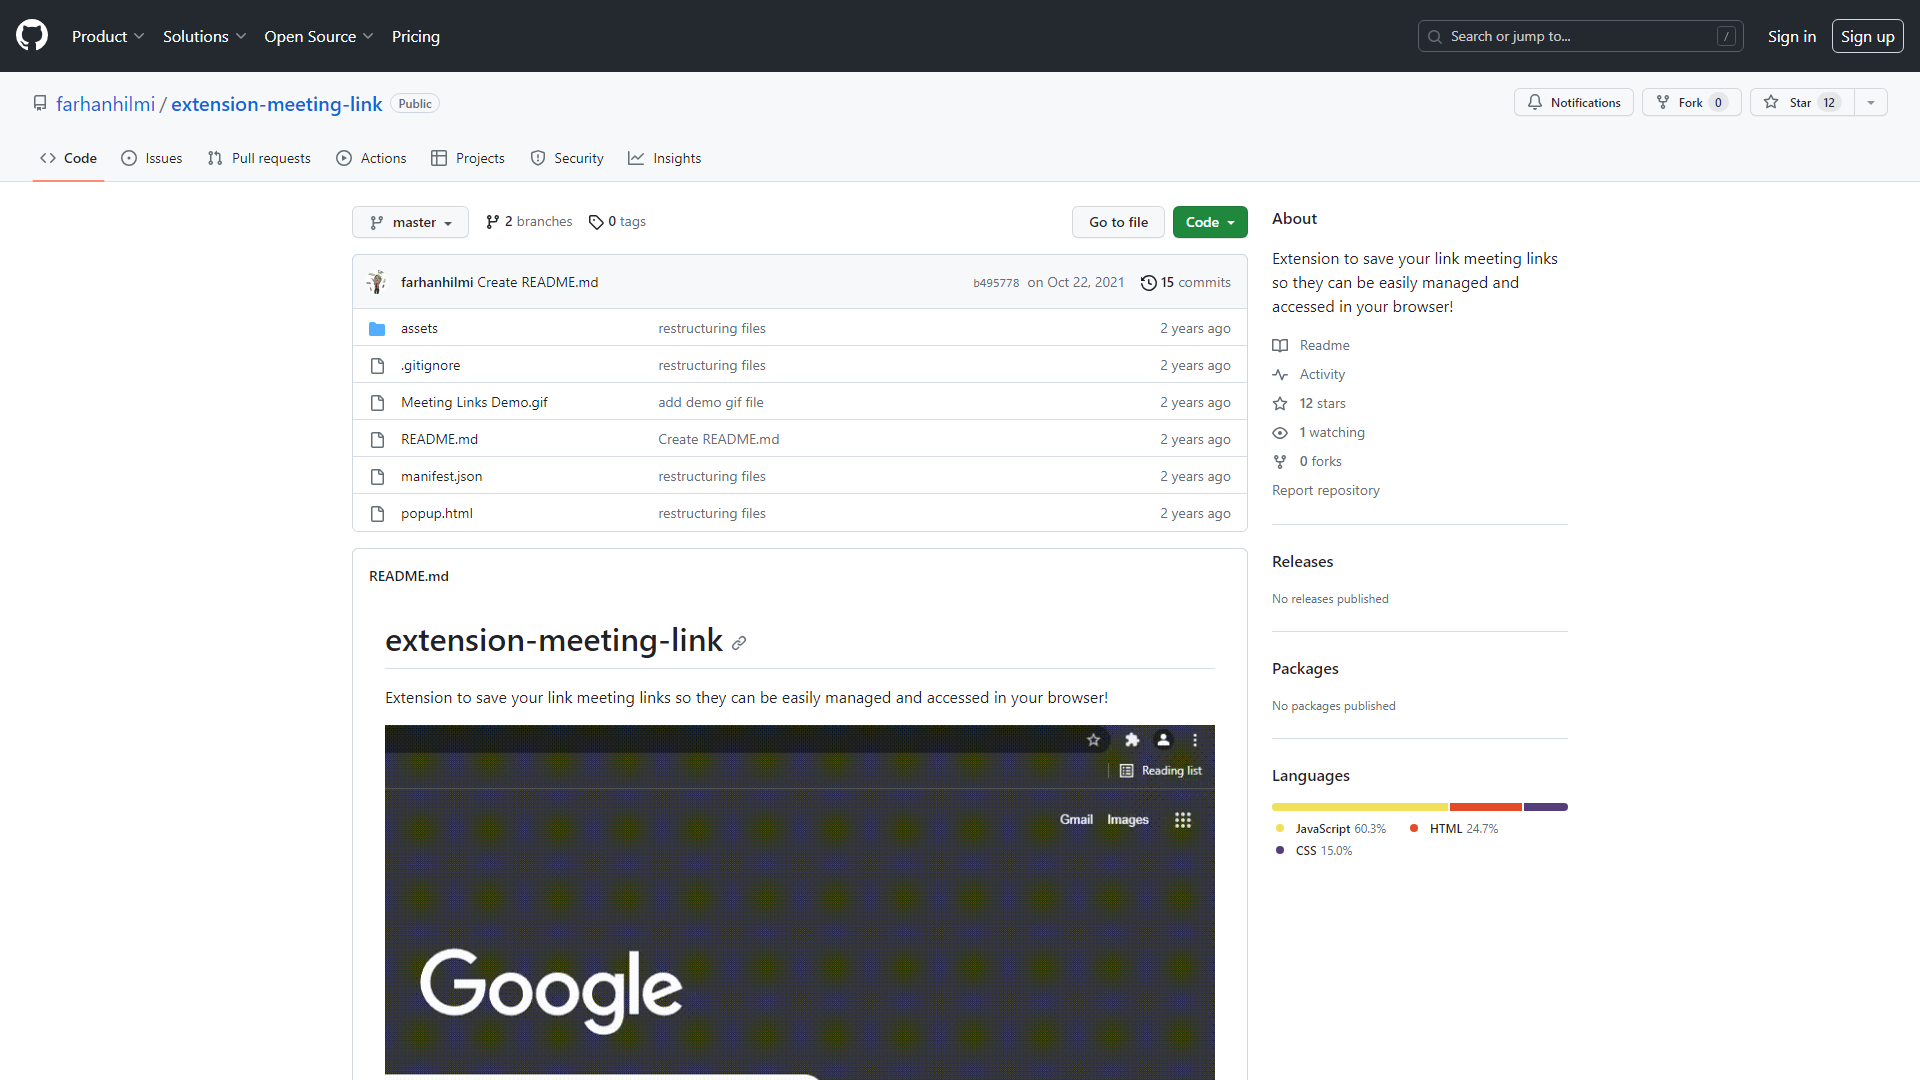 Product Solutions Open Source Pricing Search or jump to... / Sign in Sign up
farhanhilmi / extension-meeting-link Public Notifications Fork 0 Star 12
Code Issues Pull requests Actions Projects Security Insights
master 2 branches 0 tags Go to file Code
farhanhilmi Create README.md b495778 on Oct 22, 2021 15 commits
assets restructuring files 2 years ago
.gitignore restructuring files 2 years ago
Meeting Links Demo.gif add demo gif file 2 years ago
README.md Create README.md 2 years ago
manifest.json restructuring files 2 years ago
popup.html restructuring files 2 years ago
README.md
extension-meeting-link
Extension to save your link meeting links so they can be easily managed and accessed in your browser!
Reading list
Gmail Images
Google
About
Extension to save your link meeting links
so they can be easily managed and
accessed in your browser!
Readme
Activity
12 stars
1 watching
0 forks
Report repository
Releases
No releases published
Packages
No packages published
Languages
JavaScript 60.3% HTML 24.7%
CSS 15.0%